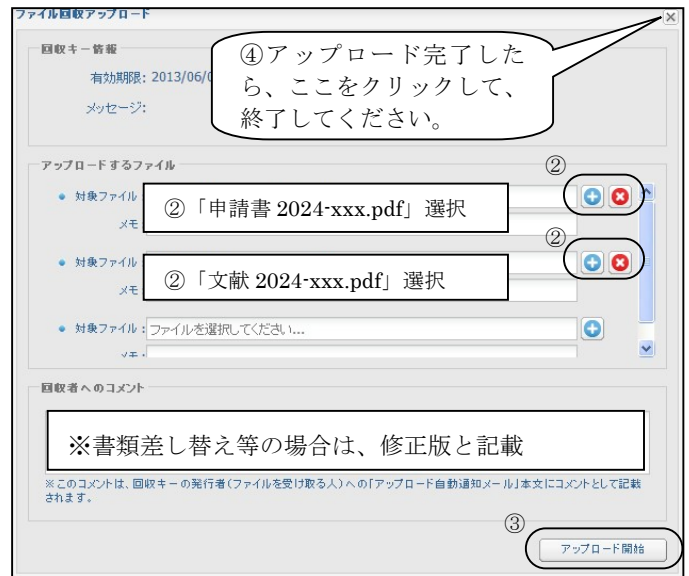 ファイル回収アップロード
回収キー情報
④アップロード完了した
ら、ここをクリックして、
終了してください。
有効期限: 2013/06/0
メッセージ:
アップロードするファイル
②
対象ファイル
②「申請書 2024-xxx.pdf」選択
メモ
②
対象ファイル
②「文献 2024-xxx.pdf」選択
メモ
対象ファイル : ファイルを選択してください...
メモ :
回収者へのコメント
※書類差し替え等の場合は、修正版と記載
※このコメントは、回収キーの発行者(ファイルを受け取る人)への「アップロード自動通知メール」本文にコメントとして記載
されます。
③
アップロード開始